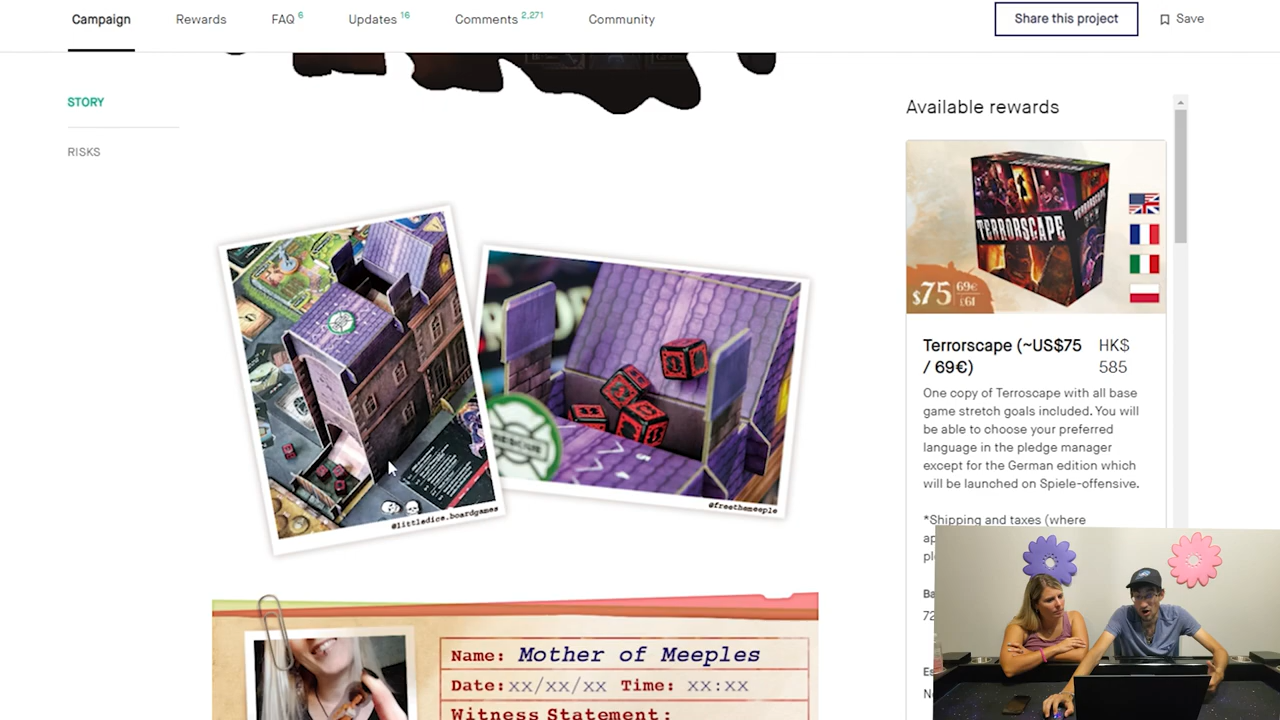 Campaign
Rewards
FAQ 6
Updates 16
Comments 2,271
Community
Share this project
Save
STORY
RISKS
@littledice.boardgames
RESCUE
@freethemeeple
Name: Mother of Meeples
Date: xx/xx/xx Time: xx:xx
Witness Statement:
Available rewards
TERRORSCAPE
TERRORSCAPE
$75 69€
£61
Terrorscape (~US$75
/ 69€)
HK$
585
One copy of Terroscape with all base
game stretch goals included. You will
be able to choose your preferred
language in the pledge manager
except for the German edition which
will be launched on Spiele-offensive.
*Shipping and taxes (where